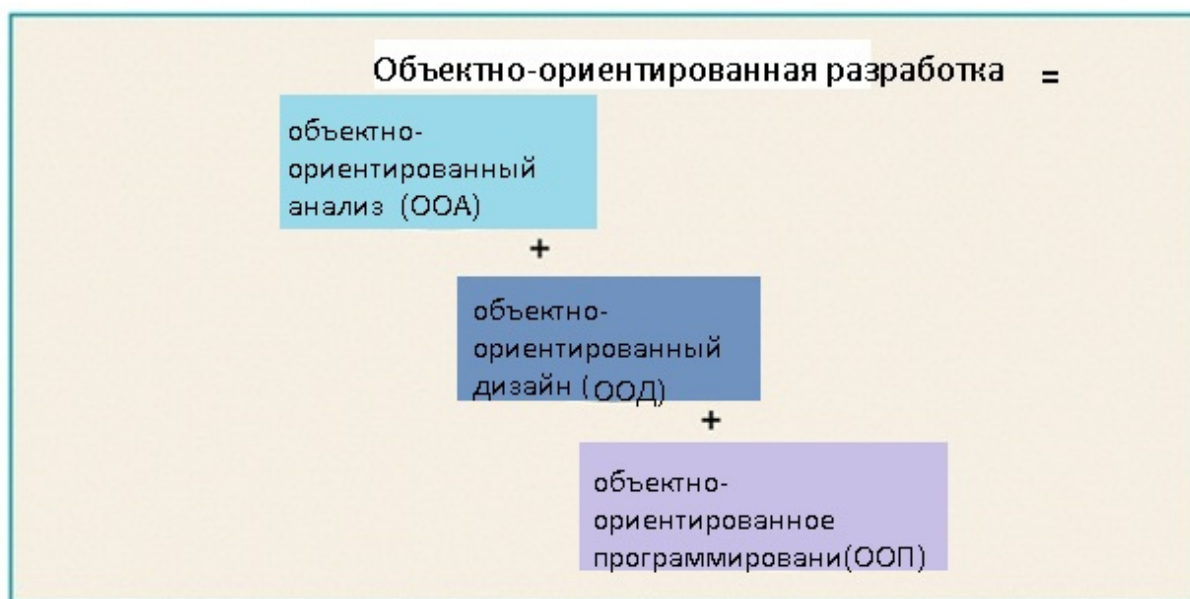 Объектно-ориентированная разработка =
объектно-
ориентированный
анализ (ООА)
+
объектно-
ориентированный
дизайн (ООД)
+
объектно-
ориентированное
программировани(ООП)